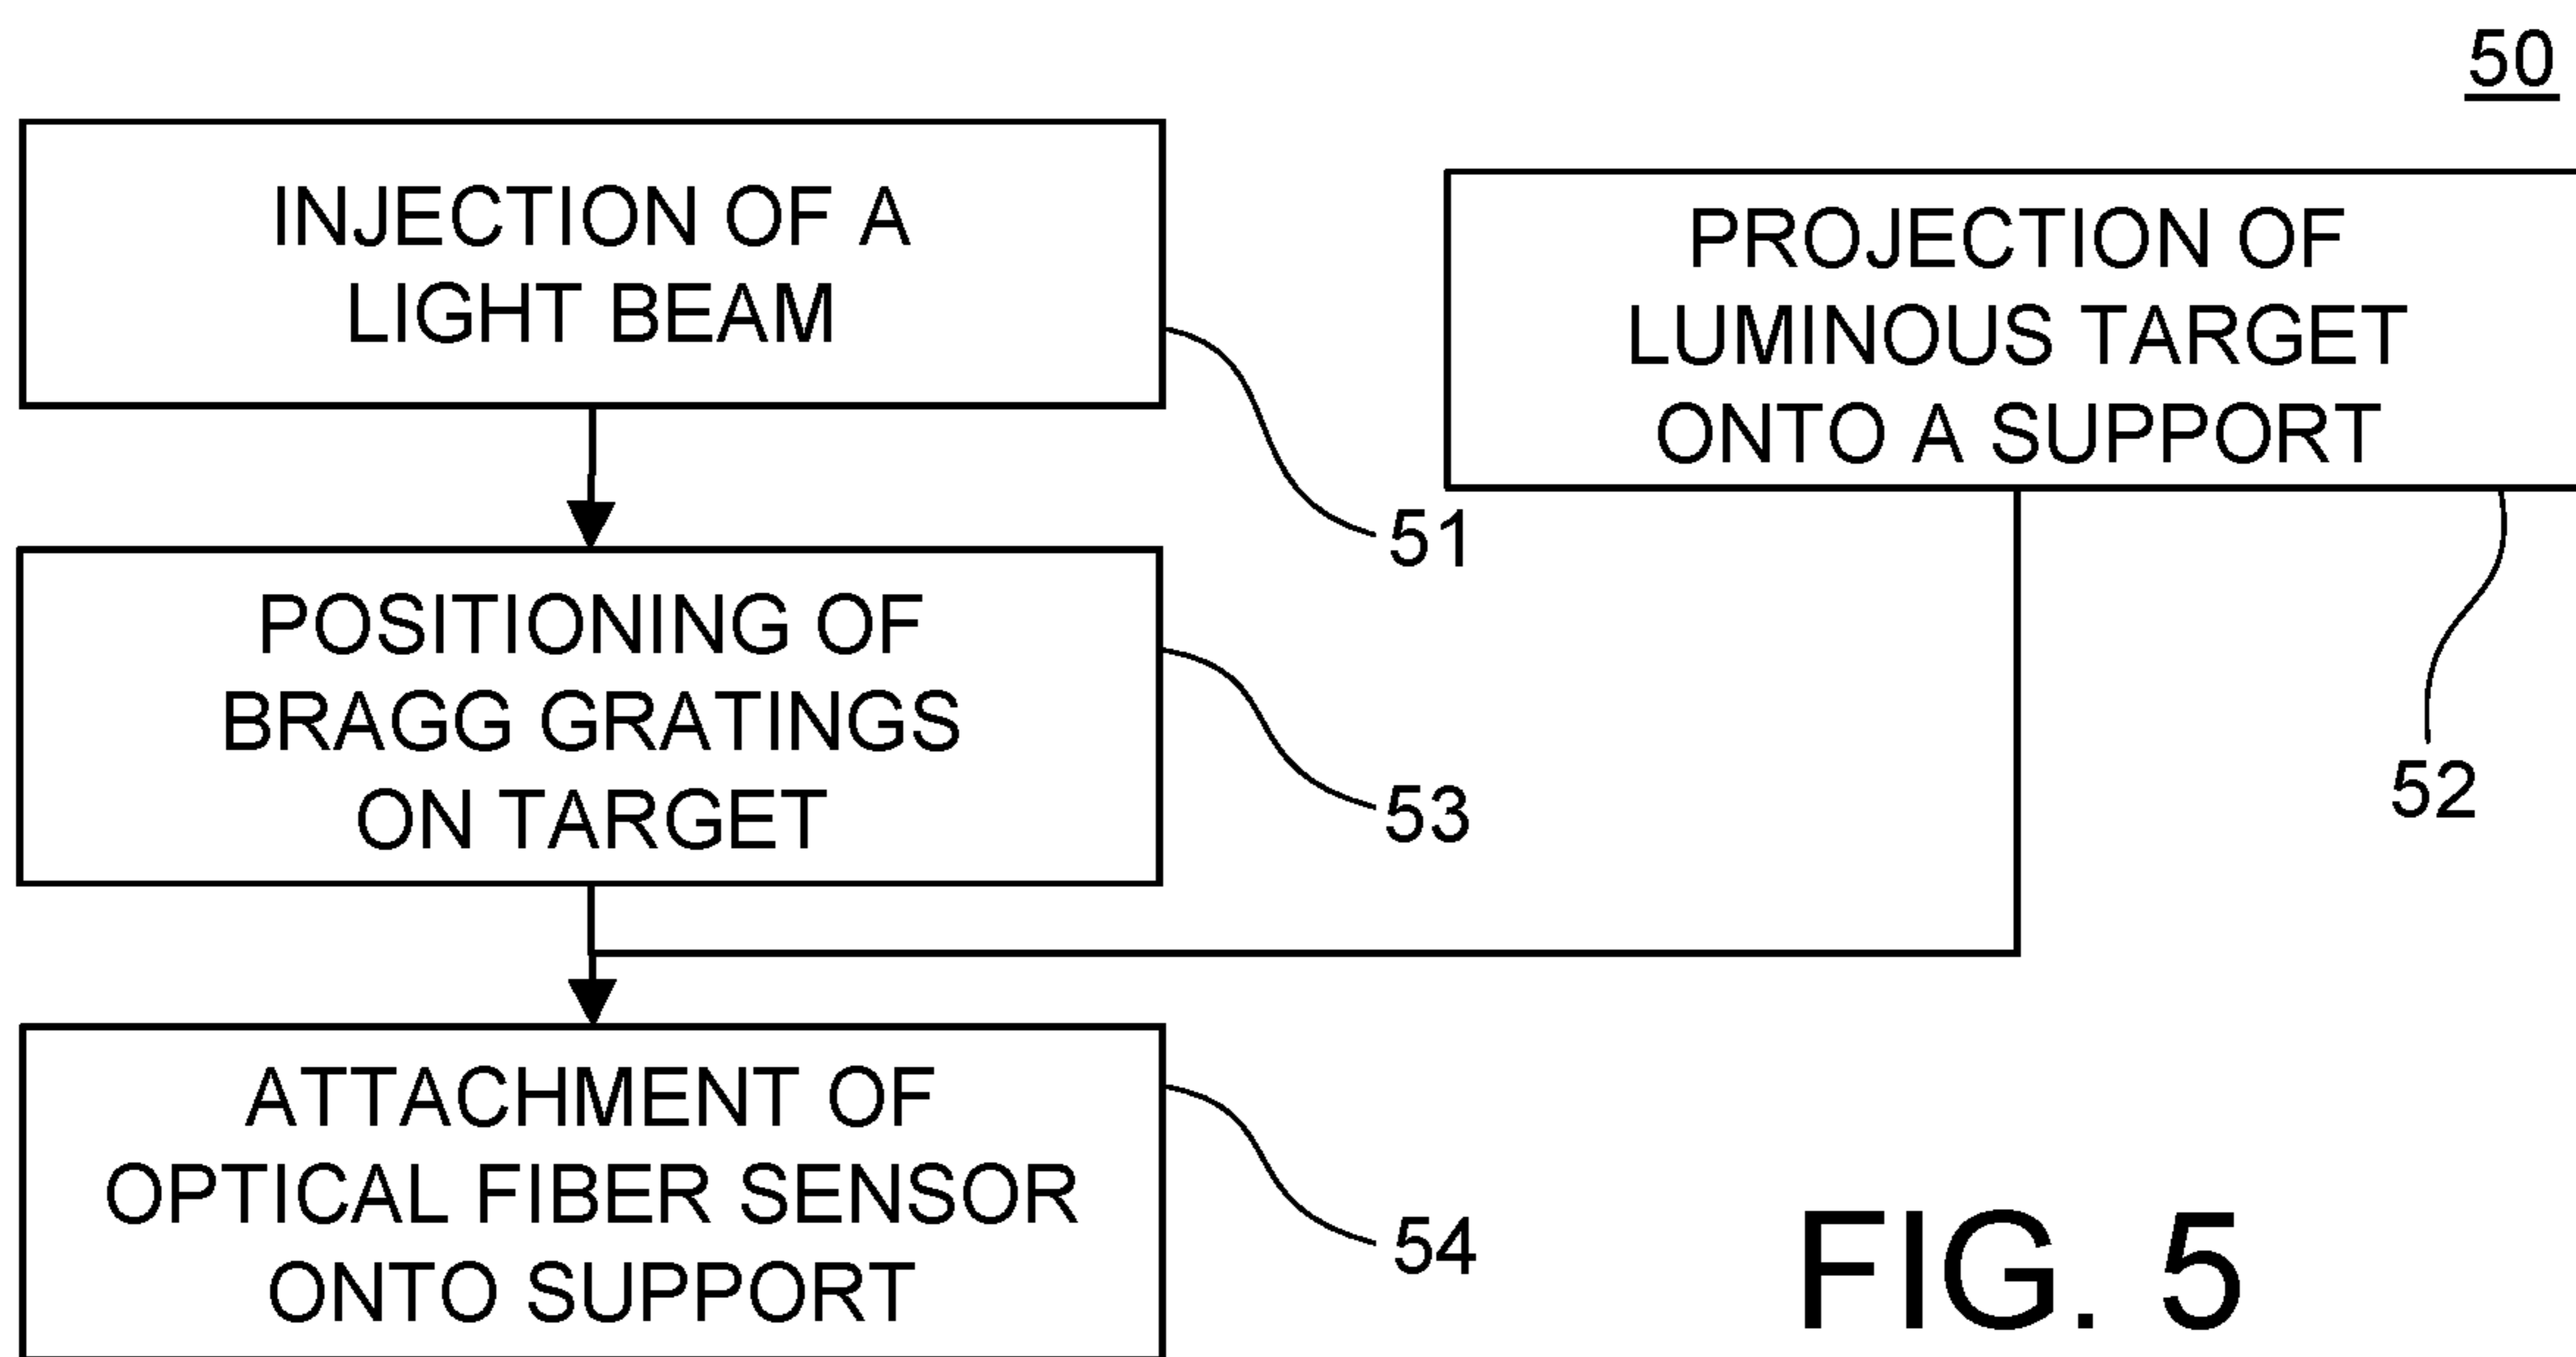 50
INJECTION OF A
LIGHT BEAM
PROJECTION OF
LUMINOUS TARGET
ONTO A SUPPORT
51
52
POSITIONING OF
BRAGG GRATINGS
ON TARGET
53
ATTACHMENT OF
OPTICAL FIBER SENSOR
ONTO SUPPORT
54
FIG. 5